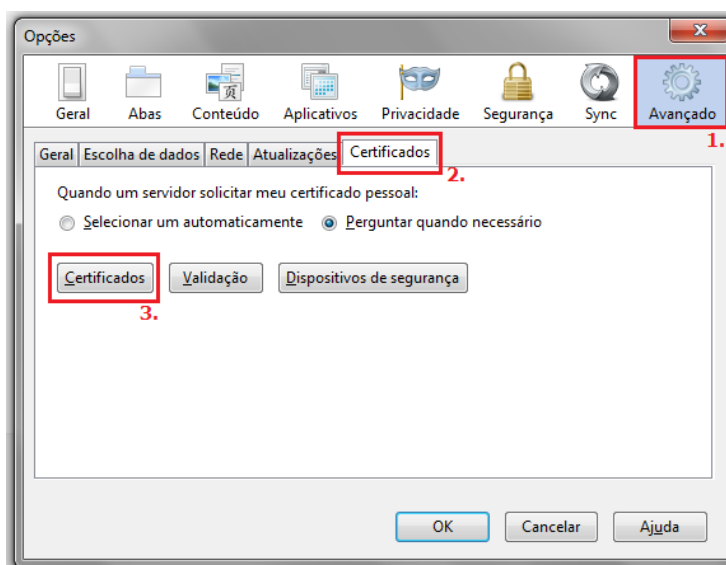 Opções
x
Geral Abas Conteúdo Aplicativos Privacidade Segurança Sync Avançado
1.
Geral Escolha de dados Rede Atualizações Certificados
2.
Quando um servidor solicitar meu certificado pessoal:
Selecionar um automaticamente Perguntar quando necessário
Certificados Validação Dispositivos de segurança
3.
OK Cancelar Ajuda